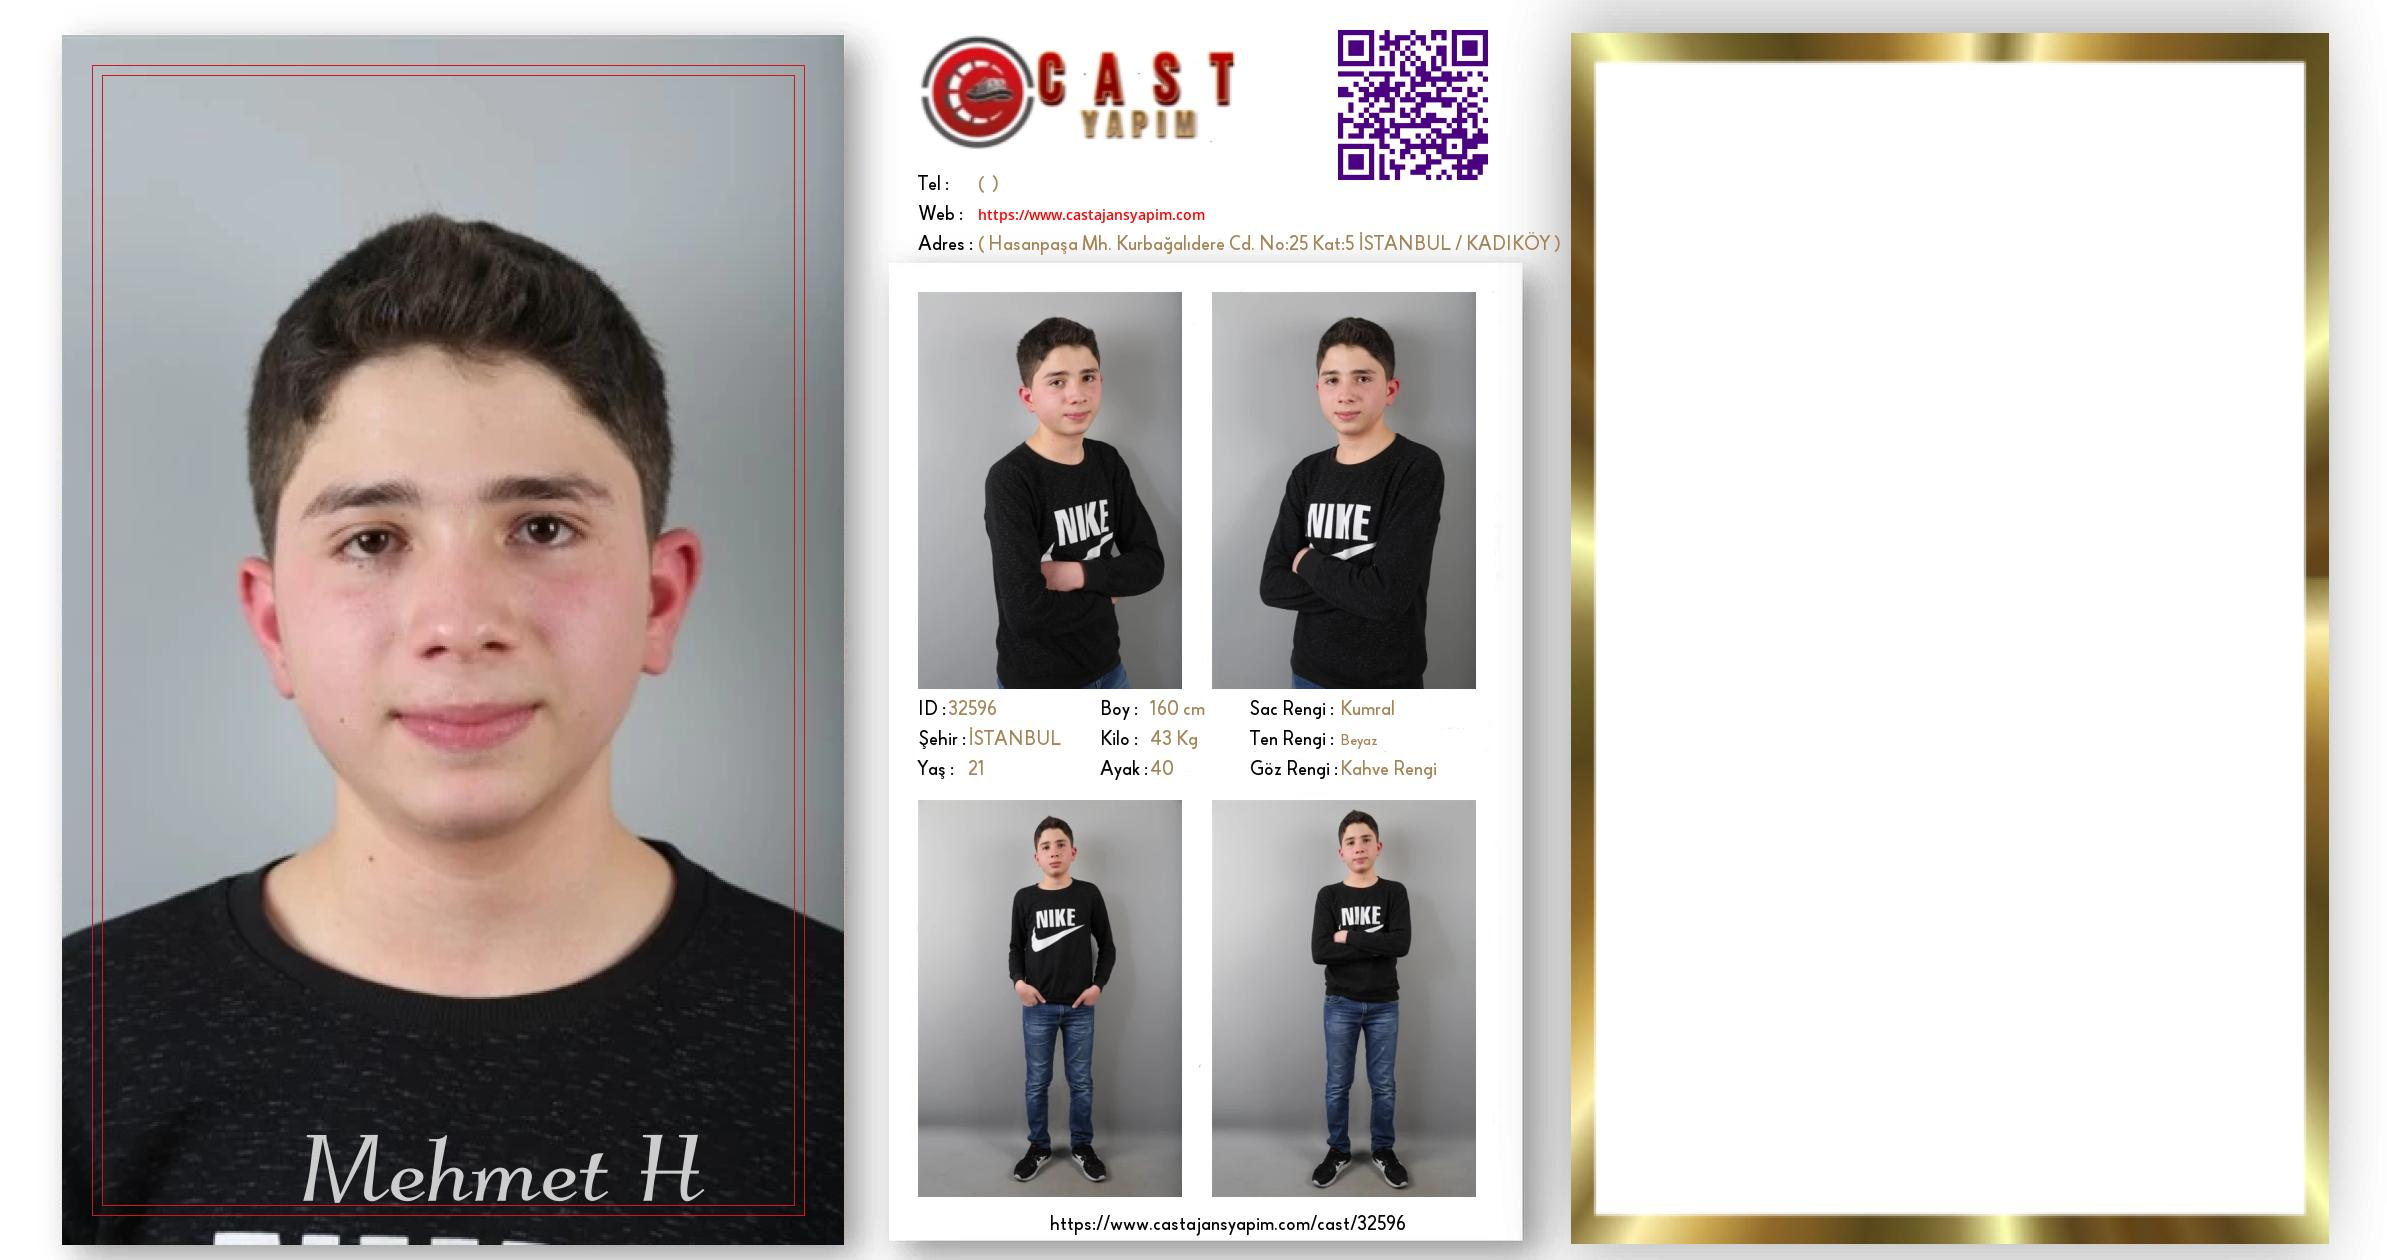 Mehmet H
CAST
YAPIM
Tel : ( )
Web : https://www.castajansyapim.com
Adres : ( Hasanpaşa Mh. Kurbağalıdere Cd. No:25 Kat:5 İSTANBUL / KADIKÖY )
NIKE
NIKE
ID : 32596 Boy : 160 cm Sac Rengi : Kumral
Şehir : İSTANBUL Kilo : 43 Kg Ten Rengi : Beyaz
Yaş : 21 Ayak : 40 Göz Rengi : Kahve Rengi
NIKE
NIKE
https://www.castajansyapim.com/cast/32596